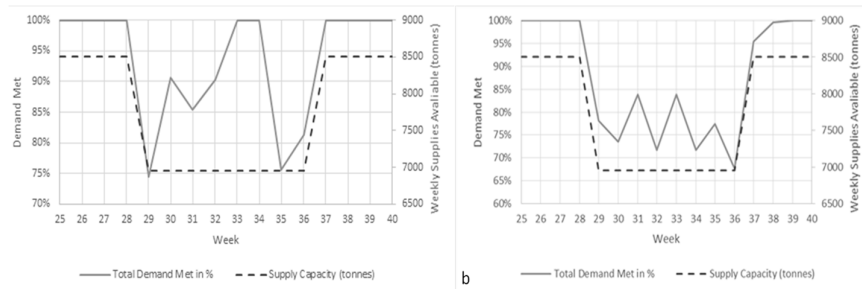 100%
95%
90%
85%
80%
75%
70%
9000
8500
8000
7500
7000
6500
Demand Met
Weekly Supplies Avaliable (tonnes)
25 26 27 28 29 30 31 32 33 34 35 36 37 38 39 40
Week
Total Demand Met in % Supply Capacity (tonnes)
100%
95%
90%
85%
80%
75%
70%
65%
60%
9000
8500
8000
7500
7000
6500
Demand Met
Weekly Supplies Available (tonnes)
25 26 27 28 29 30 31 32 33 34 35 36 37 38 39 40
Week
Total Demand Met in % Supply Capacity (tonnes)
b